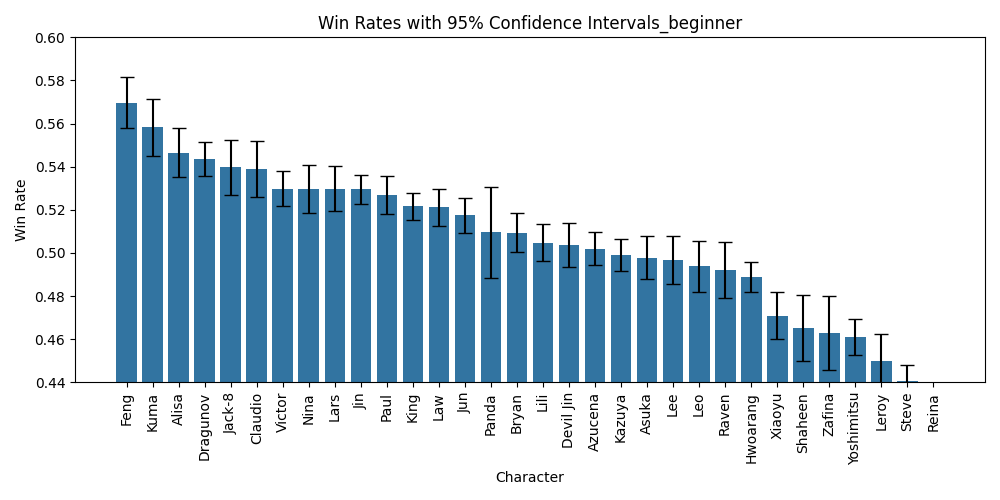 Win Rates with 95% Confidence Intervals_beginner
Win Rate
0.60
0.58
0.56
0.54
0.52
0.50
0.48
0.46
0.44
Feng
Kuma
Alisa
Dragunov
Jack-8
Claudio
Victor
Nina
Lars
Jin
Paul
King
Law
Jun
Panda
Bryan
Lili
Devil Jin
Azucena
Kazuya
Asuka
Lee
Leo
Raven
Hwoarang
Xiaoyu
Shaheen
Zafina
Yoshimitsu
Leroy
Steve
Reina
Character